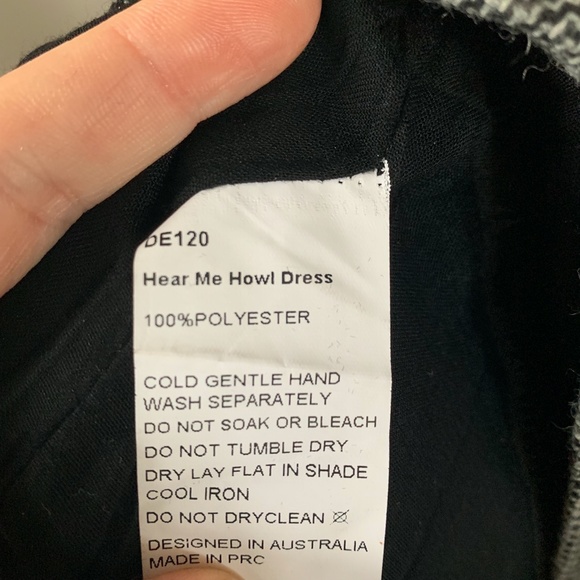 DE120
Hear Me Howl Dress
100%POLYESTER
COLD GENTLE HAND
WASH SEPARATELY
DO NOT SOAK OR BLEACH
DO NOT TUMBLE DRY
DRY LAY FLAT IN SHADE
COOL IRON
DO NOT DRYCLEAN
DESIGNED IN AUSTRALIA
MADE IN PRC